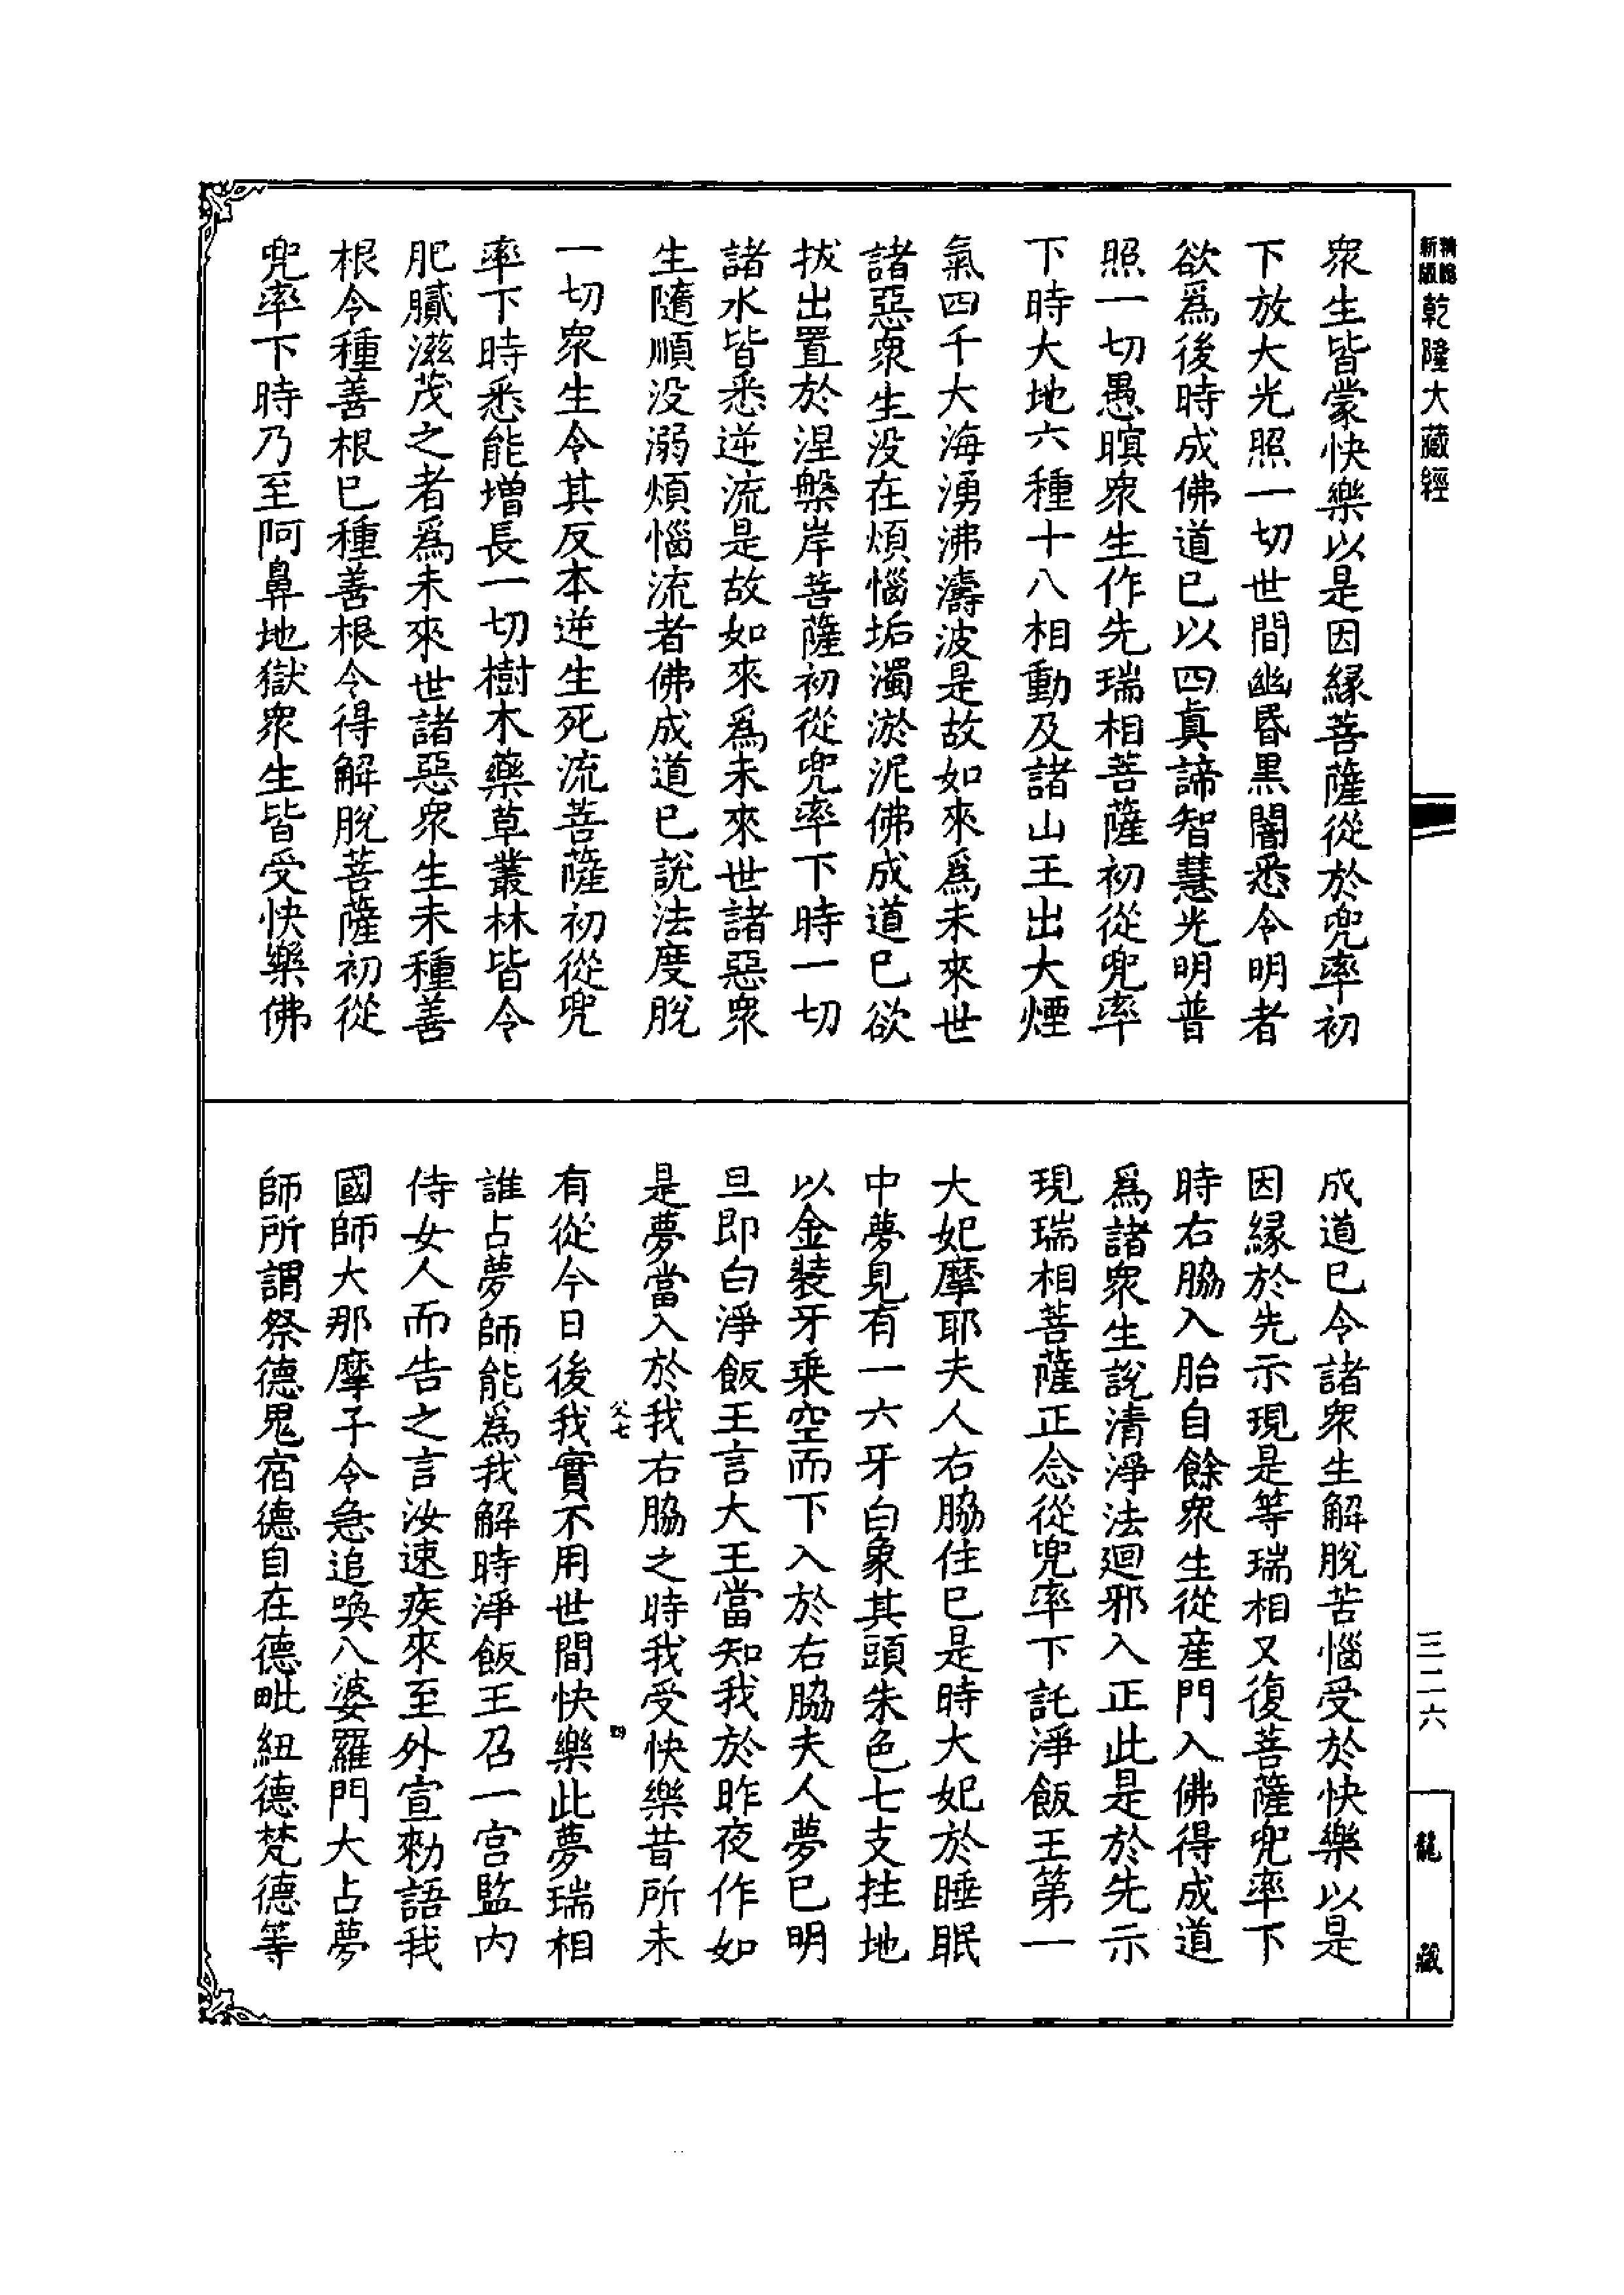 乾隆大藏經
衆生皆蒙快樂以是因緣菩薩從於兜率初
下放大光照一切世間幽昏黑闇悉令明者
欲爲後時成佛道已以四真諦智慧光明普
照一切愚瞑衆生作先瑞相菩薩初從兜率
下時大地六種十八相動及諸山王出大煙
氣四千大海湧沸濤波是故如來爲未來世
諸惡衆生没在煩惱垢濁淤泥佛成道已欲
拔出置於涅槃岸菩薩初從兜率下時一切
諸水皆悉逆流是故如來爲未來世諸惡衆
生隨順没溺煩惱流者佛成道已說法度脫
一切衆生令其反本逆生死流菩薩初從兜
率下時悉能增長一切樹木藥草叢林皆令
肥膩滋茂之者爲未來世諸惡衆生未種善
根令種善根已種善根令得解脫菩薩初從
兜率下時乃至阿鼻地獄衆生皆受快樂佛
成道已令諸衆生解脫苦惱受於快樂以是
因緣於先示現是等瑞相又復菩薩兜率下
時右脇入胎自餘衆生從產門入佛得成道
爲諸衆生說清淨法迴邪入正此是於先示
現瑞相菩薩正念從兜率下託淨飯王第一
大妃摩耶夫人右脇住已是時大妃於睡眠
中夢見有一六牙白象其頭朱色七支拄地
以金裝牙乘空而下入於右脇夫人夢已明
旦即白淨飯王言大王當知我於昨夜作如
是夢當入於我右脇之時我受快樂昔所未
有從今日後我實不用世間快樂此夢瑞相
誰占夢師能爲我解時淨飯王召一宮監內
侍女人而告之言汝速疾來至外宣勑語我
國師大那摩子令急追喚八婆羅門大占夢
師所謂祭德鬼宿德自在德毗紐德梵德等
三二六
龍藏